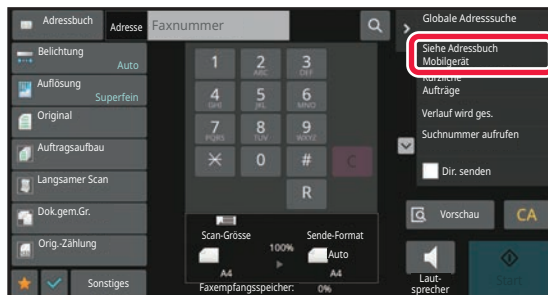 Adressbuch
Adresse
Faxnummer
Belichtung
Auto
Auflösung
Superfein
Original
Auftragsaufbau
Langsamer Scan
Dok.gem.Gr.
Orig.-Zählung
Sonstiges
1
2
ABC
3
DEF
4
GHI
5
JKL
6
MNO
7
PQRS
8
TUV
9
WXYZ
0
#
C
R
Scan-Grösse
Sende-Format
100%
Auto
A4
A4
Faxempfangsspeicher: 0%
Globale Adresssuche
Siehe Adressbuch
Mobilgerät
Kürzliche
Aufträge
Verlauf wird ges.
Suchnummer aufrufen
Dir. senden
Vorschau
CA
Laut-
sprecher
Start